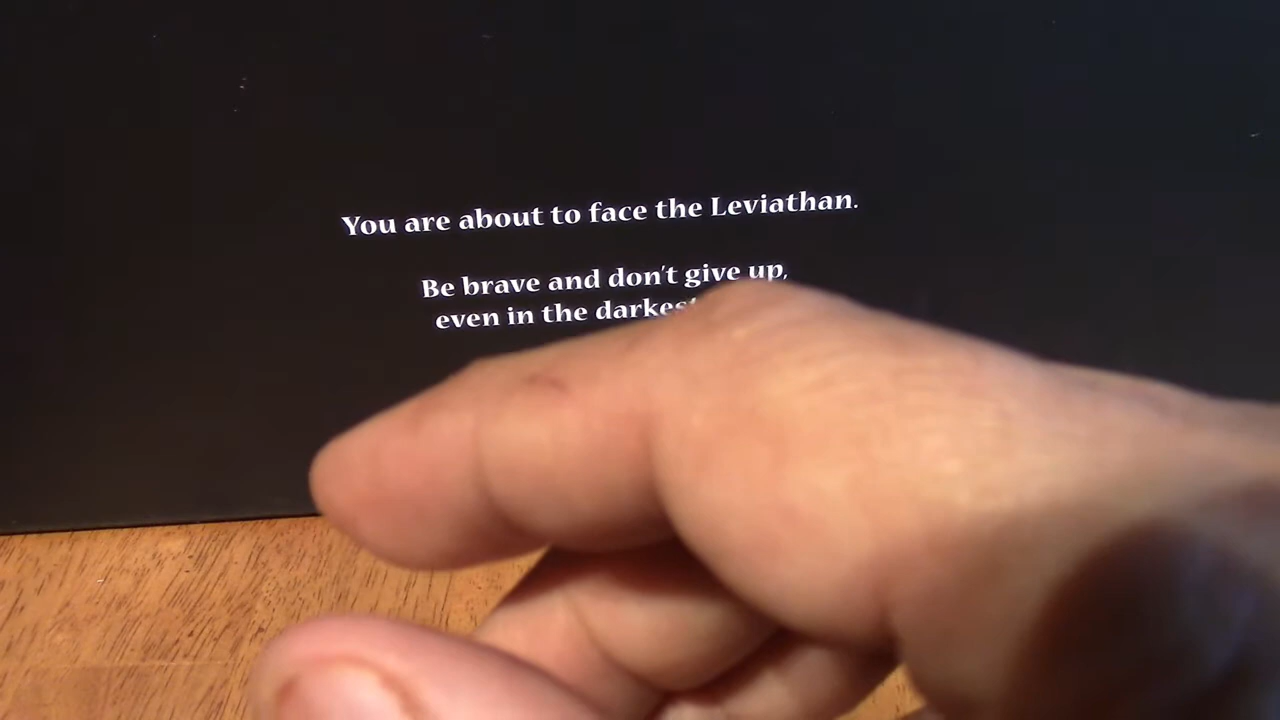 You are about to face the Leviathan.
Be brave and don't give up,
even in the